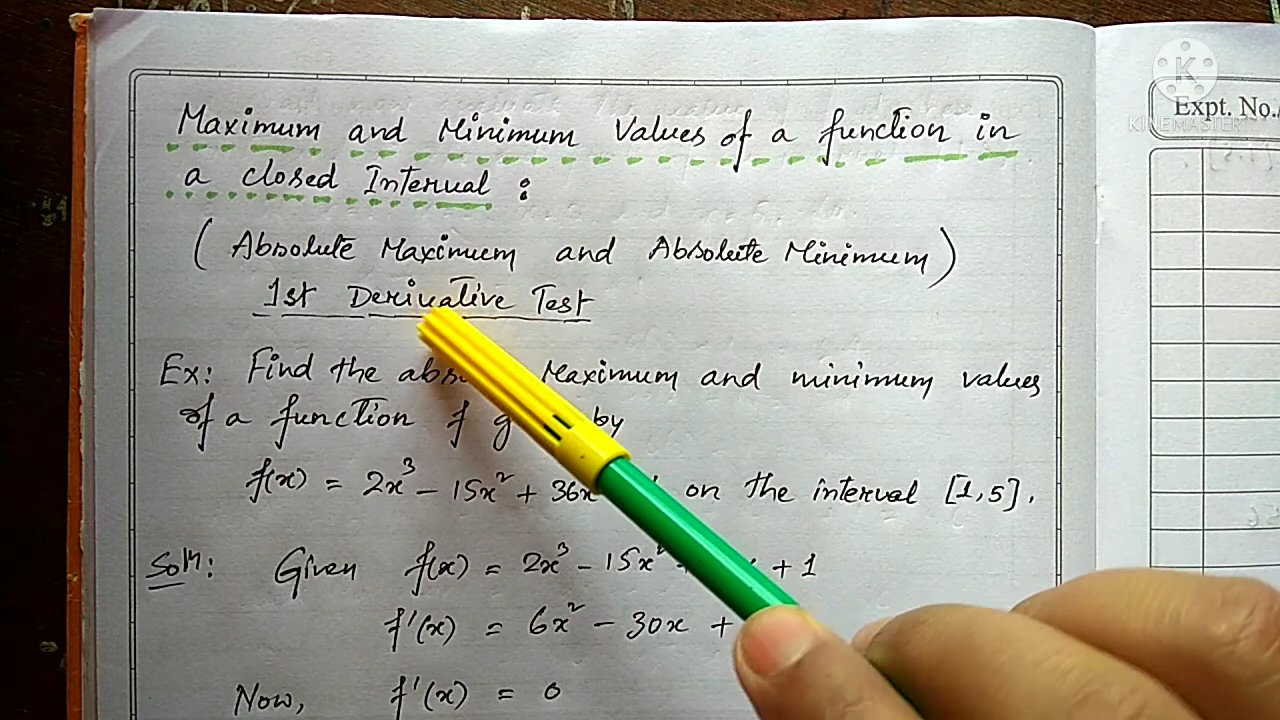 Maximum and Minimum Values of a function in
a closed Interval :
(Absolute Maximum and Absolute Minimum)
1st Derivative Test
Ex: Find the Maximum and minimum values
of a function f by
f(x) = 2x³ - 15x² + 36x on the interval [1,5].
Solⁿ: Given f(x) = 2x³ - 15x² + 1
f'(x) = 6x² - 30x +
Now, f'(x) = 0
Expt. No.
KINEMASTER